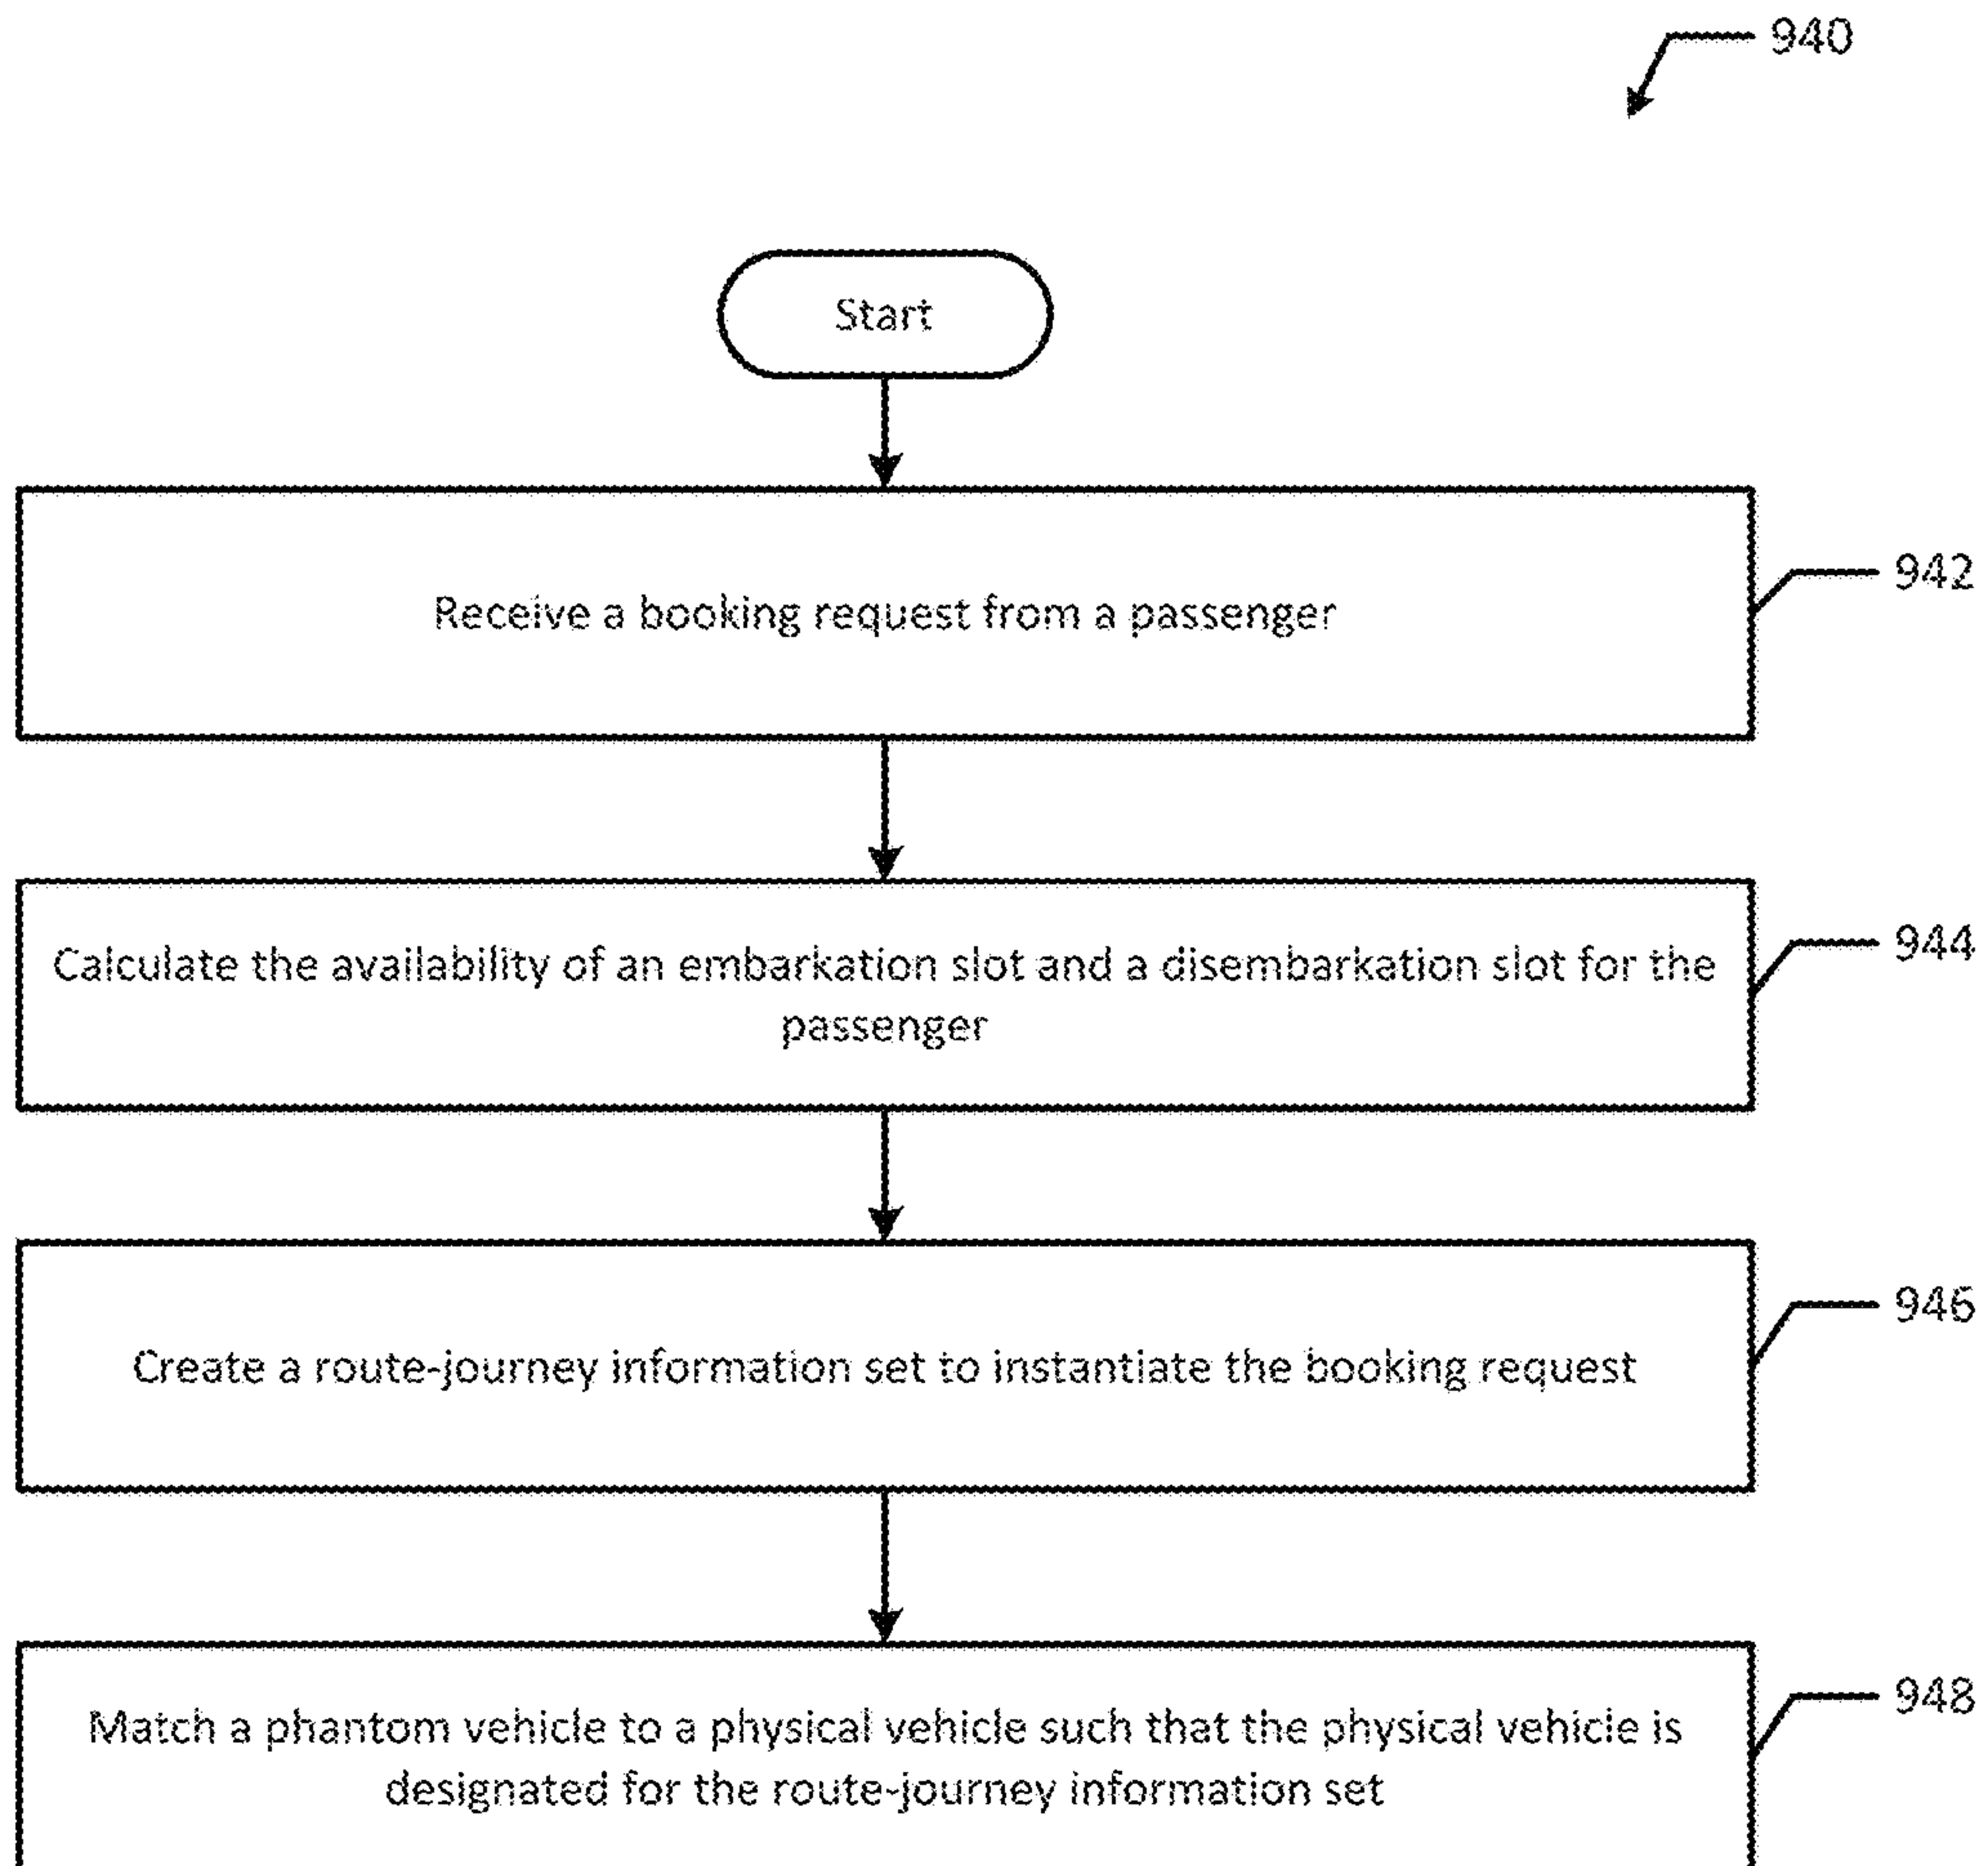 940
Start
Receive a booking request from a passenger
942
Calculate the availability of an embarkation slot and a disembarkation slot for the
passenger
944
Create a route-journey information set to instantiate the booking request
946
Match a phantom vehicle to a physical vehicle such that the physical vehicle is
designated for the route-journey information set
948